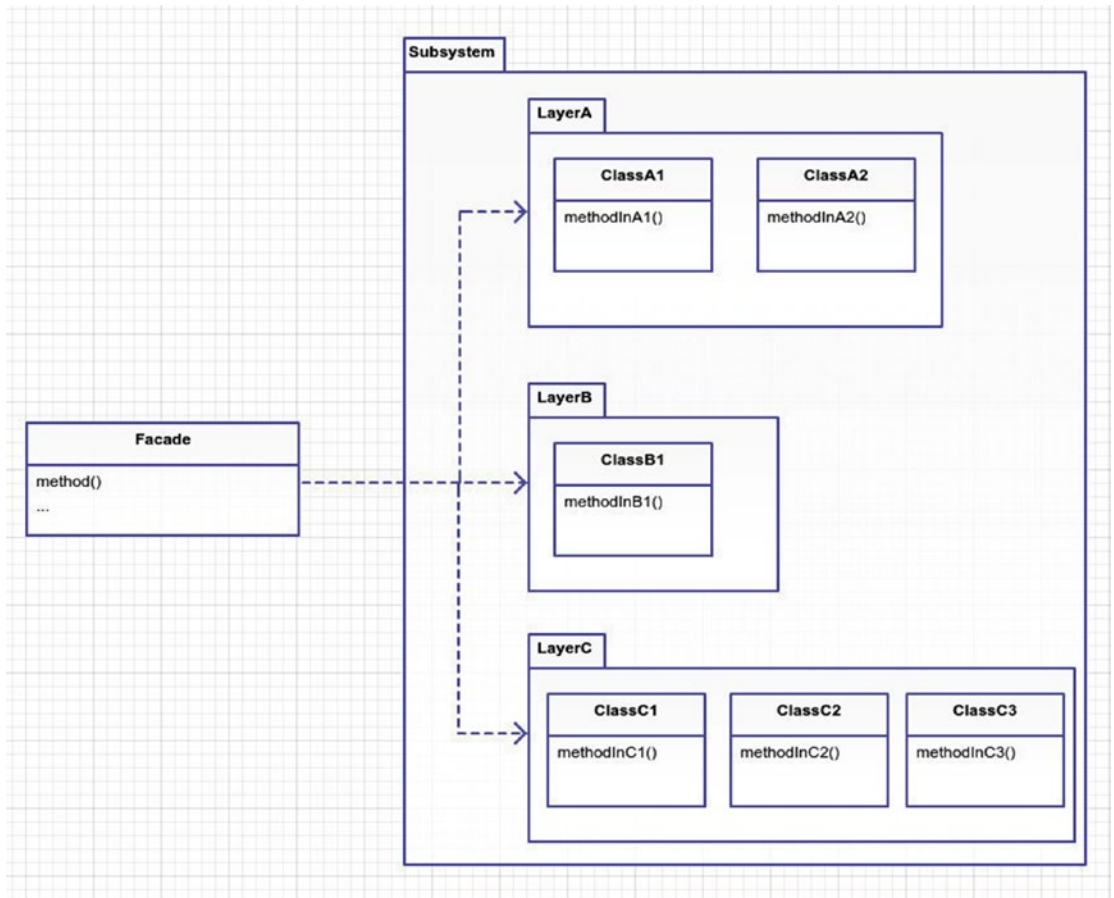 Subsystem
LayerA
ClassA1
methodInA1()
ClassA2
methodInA2()
LayerB
ClassB1
methodInB1()
Facade
method()
...
LayerC
ClassC1
methodInC1()
ClassC2
methodInC2()
ClassC3
methodInC3()